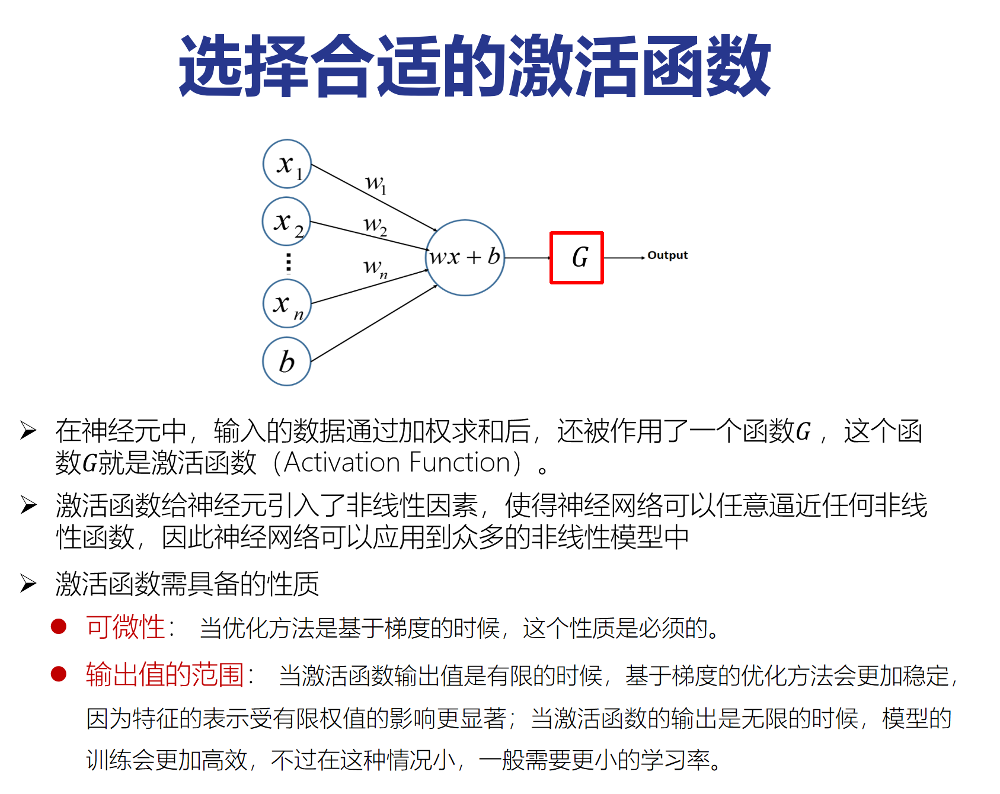 选择合适的激活函数
x1
w1
x2
w2
wx + b
G
Output
wn
xn
b
在神经元中，输入的数据通过加权求和后，还被作用了一个函数G，这个函
数G就是激活函数（Activation Function）。
激活函数给神经元引入了非线性因素，使得神经网络可以任意逼近任何非线
性函数，因此神经网络可以应用到众多的非线性模型中
激活函数需具备的性质
可微性： 当优化方法是基于梯度的时候，这个性质是必须的。
输出值的范围： 当激活函数输出值是有限的时候，基于梯度的优化方法会更加稳定，
因为特征的表示受有限权值的影响更显著；当激活函数的输出是无限的时候，模型的
训练会更加高效，不过在这种情况小，一般需要更小的学习率。